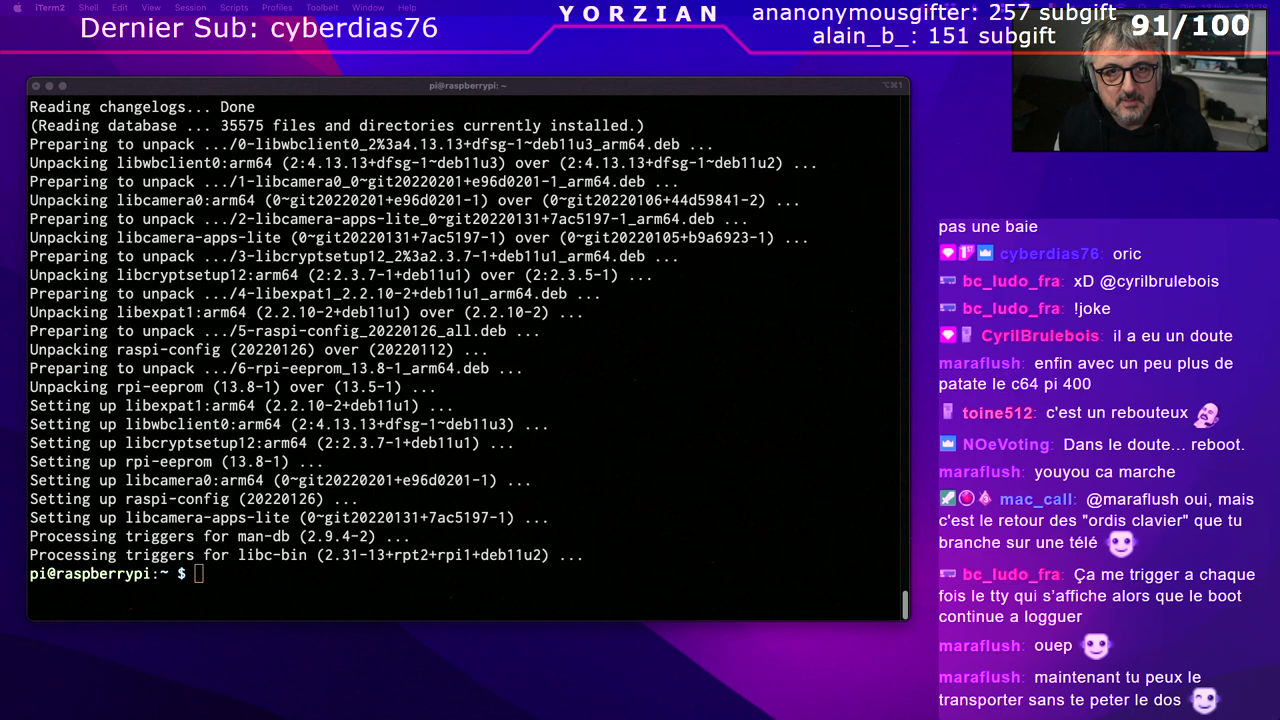 iTerm2 Shell Edit View Session Scripts Profiles Toolbelt Window Help
Dernier Sub: cyberdias76
YORZIAN
ananonymousgifter: 257 subgift
alain_b_: 151 subgift
91/100
pi@raspberrypi: ~
⌥⌘1
Reading changelogs... Done
(Reading database ... 35575 files and directories currently installed.)
Preparing to unpack .../0-libwbclient0_2%3a4.13.13+dfsg-1~deb11u3_arm64.deb ...
Unpacking libwbclient0:arm64 (2:4.13.13+dfsg-1~deb11u3) over (2:4.13.13+dfsg-1~deb11u2) ...
Preparing to unpack .../1-libcamera0_0~git20220201+e96d0201-1_arm64.deb ...
Unpacking libcamera0:arm64 (0~git20220201+e96d0201-1) over (0~git20220106+44d59841-2) ...
Preparing to unpack .../2-libcamera-apps-lite_0~git20220131+7ac5197-1_arm64.deb ...
Unpacking libcamera-apps-lite (0~git20220131+7ac5197-1) over (0~git20220105+b9a6923-1) ...
Preparing to unpack .../3-libcryptsetup12_2%3a2.3.7-1+deb11u1_arm64.deb ...
Unpacking libcryptsetup12:arm64 (2:2.3.7-1+deb11u1) over (2:2.3.5-1) ...
Preparing to unpack .../4-libexpat1_2.2.10-2+deb11u1_arm64.deb ...
Unpacking libexpat1:arm64 (2.2.10-2+deb11u1) over (2.2.10-2) ...
Preparing to unpack .../5-raspi-config_20220126_all.deb ...
Unpacking raspi-config (20220126) over (20220112) ...
Preparing to unpack .../6-rpi-eeprom_13.8-1_arm64.deb ...
Unpacking rpi-eeprom (13.8-1) over (13.5-1) ...
Setting up libexpat1:arm64 (2.2.10-2+deb11u1) ...
Setting up libwbclient0:arm64 (2:4.13.13+dfsg-1~deb11u3) ...
Setting up libcryptsetup12:arm64 (2:2.3.7-1+deb11u1) ...
Setting up rpi-eeprom (13.8-1) ...
Setting up libcamera0:arm64 (0~git20220201+e96d0201-1) ...
Setting up raspi-config (20220126) ...
Setting up libcamera-apps-lite (0~git20220131+7ac5197-1) ...
Processing triggers for man-db (2.9.4-2) ...
Processing triggers for libc-bin (2.31-13+rpt2+rpi1+deb11u2) ...
pi@raspberrypi:~ $
pas une baie
1ST cyberdias76: oric
bc_ludo_fra: xD @cyrilbrulebois
bc_ludo_fra: !joke
CyrilBrulebois: il a eu un doute
maraflush: enfin avec un peu plus de
patate le c64 pi 400
toine512: c'est un rebouteux
NOeVoting: Dans le doute... reboot.
maraflush: youyou ca marche
mac_call: @maraflush oui, mais
c'est le retour des "ordis clavier" que tu
branche sur une télé
bc_ludo_fra: Ça me trigger a chaque
fois le tty qui s'affiche alors que le boot
continue a logguer
maraflush: ouep
maraflush: maintenant tu peux le
transporter sans te peter le dos